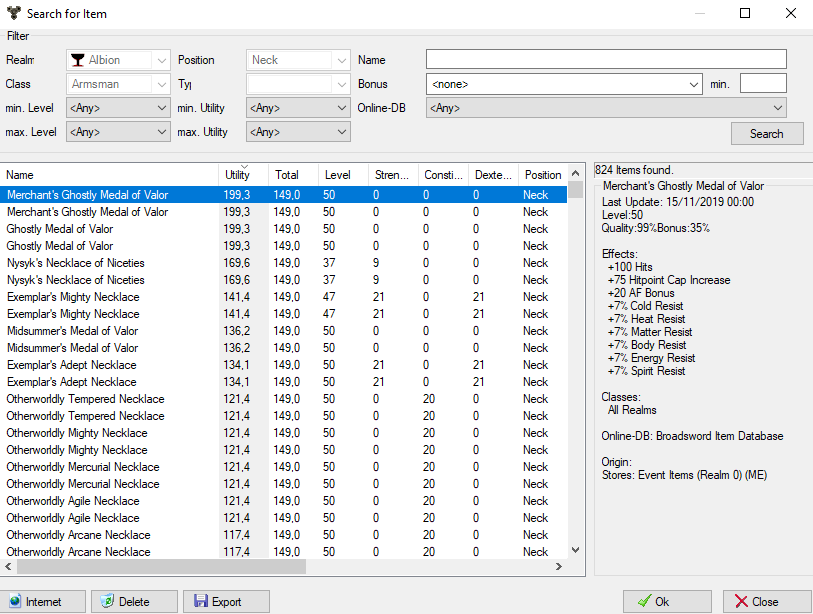 Search for Item
Filter
Realm Albion Position Neck Name
Class Armsman Ty Bonus <none> min.
min. Level <Any> min. Utility <Any> Online-DB <Any>
max. Level <Any> max. Utility <Any> Search
Name Utility Total Level Stren... Consti... Dexte... Position
Merchant's Ghostly Medal of Valor 199,3 149,0 50 0 0 0 Neck
Merchant's Ghostly Medal of Valor 199,3 149,0 50 0 0 0 Neck
Ghostly Medal of Valor 199,3 149,0 50 0 0 0 Neck
Ghostly Medal of Valor 199,3 149,0 50 0 0 0 Neck
Nysyk's Necklace of Niceties 169,6 149,0 37 9 0 0 Neck
Nysyk's Necklace of Niceties 169,6 149,0 37 9 0 0 Neck
Exemplar's Mighty Necklace 141,4 149,0 47 21 0 21 Neck
Exemplar's Mighty Necklace 141,4 149,0 47 21 0 21 Neck
Midsummer's Medal of Valor 136,2 149,0 50 0 0 0 Neck
Midsummer's Medal of Valor 136,2 149,0 50 0 0 0 Neck
Exemplar's Adept Necklace 134,1 149,0 50 21 0 21 Neck
Exemplar's Adept Necklace 134,1 149,0 50 21 0 21 Neck
Otherworldly Tempered Necklace 121,4 149,0 50 0 20 0 Neck
Otherworldly Tempered Necklace 121,4 149,0 50 0 20 0 Neck
Otherworldly Mighty Necklace 121,4 149,0 50 0 20 0 Neck
Otherworldly Mighty Necklace 121,4 149,0 50 0 20 0 Neck
Otherworldly Mercurial Necklace 121,4 149,0 50 0 20 0 Neck
Otherworldly Mercurial Necklace 121,4 149,0 50 0 20 0 Neck
Otherworldly Agile Necklace 121,4 149,0 50 0 20 0 Neck
Otherworldly Agile Necklace 121,4 149,0 50 0 20 0 Neck
Otherworldly Arcane Necklace 117,4 149,0 50 0 20 0 Neck
Otherworldly Arcane Necklace 117,4 149,0 50 0 20 0 Neck
824 Items found.
Merchant's Ghostly Medal of Valor
Last Update: 15/11/2019 00:00
Level:50
Quality:99%Bonus:35%
Effects:
+100 Hits
+75 Hitpoint Cap Increase
+20 AF Bonus
+7% Cold Resist
+7% Heat Resist
+7% Matter Resist
+7% Body Resist
+7% Energy Resist
+7% Spirit Resist
Classes:
All Realms
Online-DB: Broadsword Item Database
Origin:
Stores: Event Items (Realm 0) (ME)
Internet Delete Export Ok Close